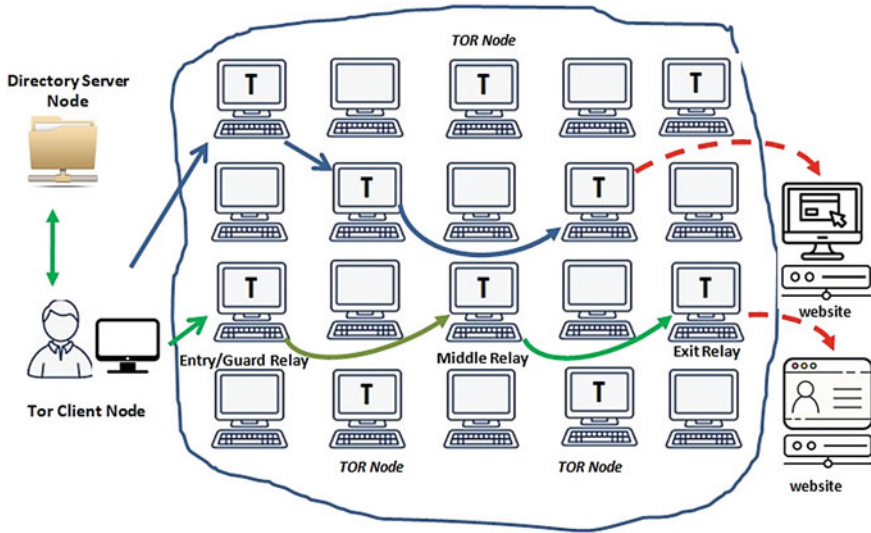 TOR Node
Directory Server
Node
T
T
T
T
T
T
T
T
Entry/Guard Relay
Middle Relay
Exit Relay
website
Tor Client Node
T
T
TOR Node
TOR Node
website